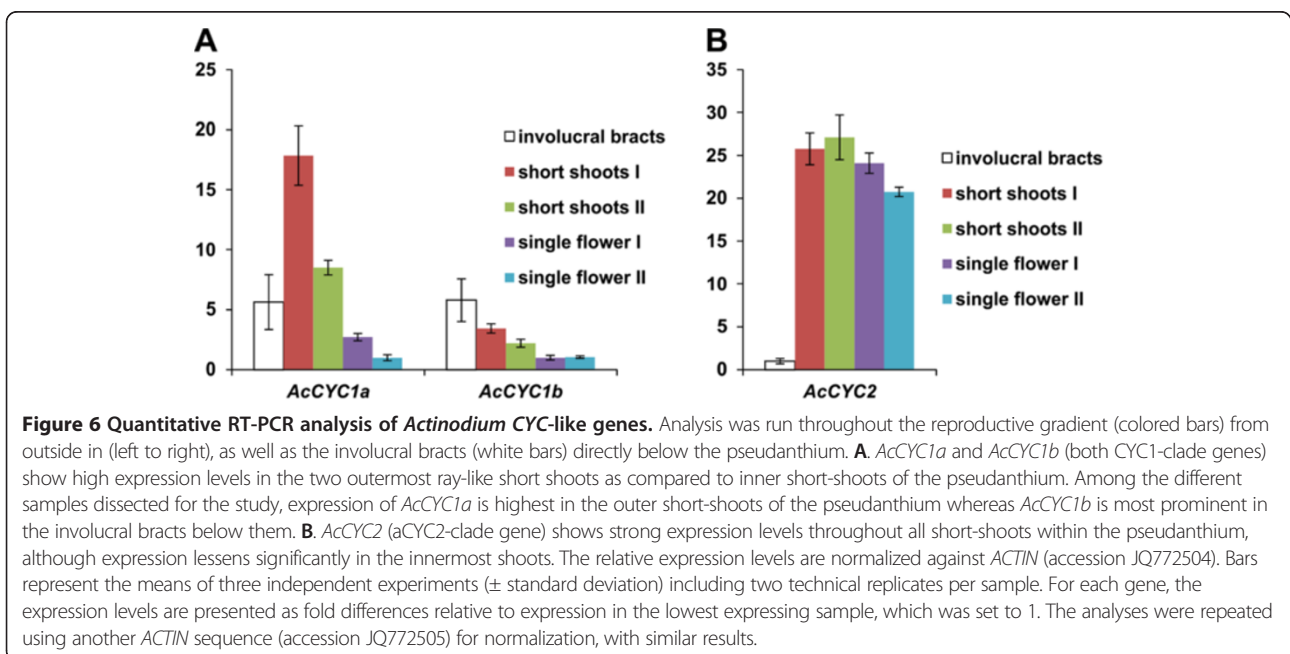 A
25
20
15
10
5
0
involucral bracts
short shoots I
short shoots II
single flower I
single flower II
AcCYC1a
AcCYC1b
B
35
30
25
20
15
10
5
0
involucral bracts
short shoots I
short shoots II
single flower I
single flower II
AcCYC2
Figure 6 Quantitative RT-PCR analysis of Actinodium CYC-like genes. Analysis was run throughout the reproductive gradient (colored bars) from
outside in (left to right), as well as the involucral bracts (white bars) directly below the pseudanthium. A. AcCYC1a and AcCYC1b (both CYC1-clade genes)
show high expression levels in the two outermost ray-like short shoots as compared to inner short-shoots of the pseudanthium. Among the different
samples dissected for the study, expression of AcCYC1a is highest in the outer short-shoots of the pseudanthium whereas AcCYC1b is most prominent in
the involucral bracts below them. B. AcCYC2 (aCYC2-clade gene) shows strong expression levels throughout all short-shoots within the pseudanthium,
although expression lessens significantly in the innermost shoots. The relative expression levels are normalized against ACTIN (accession JQ772504). Bars
represent the means of three independent experiments (± standard deviation) including two technical replicates per sample. For each gene, the
expression levels are presented as fold differences relative to expression in the lowest expressing sample, which was set to 1. The analyses were repeated
using another ACTIN sequence (accession JQ772505) for normalization, with similar results.